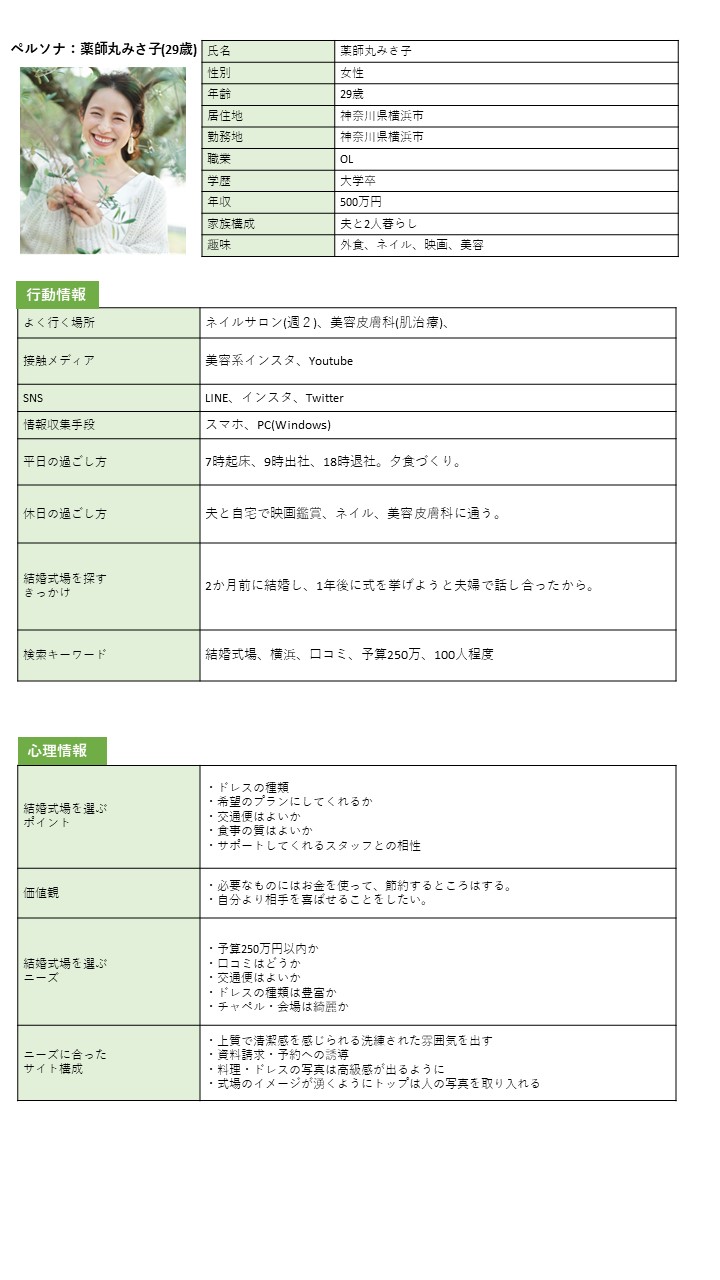 ペルソナ：薬師丸みさ子(29歳)
氏名 薬師丸みさ子
性別 女性
年齢 29歳
居住地 神奈川県横浜市
勤務地 神奈川県横浜市
職業 OL
学歴 大学卒
年収 500万円
家族構成 夫と2人暮らし
趣味 外食、ネイル、映画、美容
行動情報
よく行く場所 ネイルサロン(週２)、美容皮膚科(肌治療)、
接触メディア 美容系インスタ、Youtube
SNS LINE、インスタ、Twitter
情報収集手段 スマホ、PC(Windows)
平日の過ごし方 7時起床、9時出社、18時退社。夕食づくり。
休日の過ごし方 夫と自宅で映画鑑賞、ネイル、美容皮膚科に通う。
結婚式場を探す
きっかけ
2か月前に結婚し、1年後に式を挙げようと夫婦で話し合ったから。
検索キーワード 結婚式場、横浜、口コミ、予算250万、100人程度
心理情報
結婚式場を選ぶ
ポイント
・ドレスの種類
・希望のプランにしてくれるか
・交通便はよいか
・食事の質はよいか
・サポートしてくれるスタッフとの相性
価値観
・必要なものにはお金を使って、節約するところはする。
・自分より相手を喜ばせることをしたい。
結婚式場を選ぶ
ニーズ
・予算250万円以内か
・口コミはどうか
・交通便はよいか
・ドレスの種類は豊富か
・チャペル・会場は綺麗か
ニーズに合った
サイト構成
・上質で清潔感を感じられる洗練された雰囲気を出す
・資料請求・予約への誘導
・料理・ドレスの写真は高級感が出るように
・式場のイメージが湧くようにトップは人の写真を取り入れる